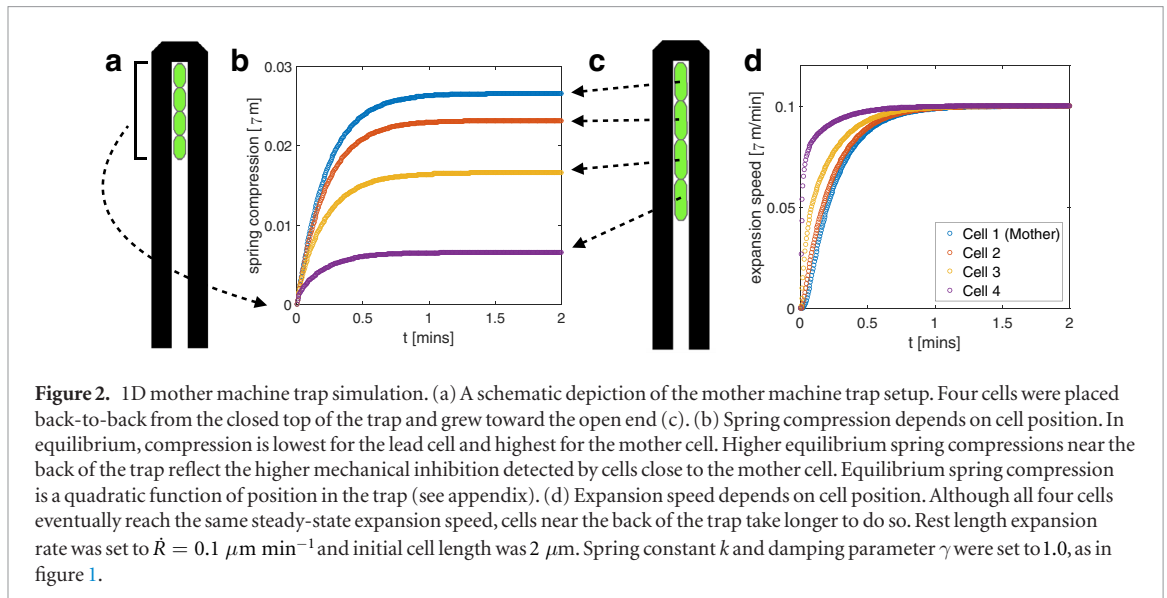 a
b
c
d
0.03
0.02
0.01
0
spring compression [ 7 m]
0
0.5
1
1.5
2
t [mins]
0.1
0.05
0
expansion speed [ 7 m/min]
Cell 1 (Mother)
Cell 2
Cell 3
Cell 4
0
0.5
1
1.5
2
t [mins]
Figure 2. 1D mother machine trap simulation. (a) A schematic depiction of the mother machine trap setup. Four cells were placed
back-to-back from the closed top of the trap and grew toward the open end (c). (b) Spring compression depends on cell position. In
equilibrium, compression is lowest for the lead cell and highest for the mother cell. Higher equilibrium spring compressions near the
back of the trap reflect the higher mechanical inhibition detected by cells close to the mother cell. Equilibrium spring compression
is a quadratic function of position in the trap (see appendix). (d) Expansion speed depends on cell position. Although all four cells
eventually reach the same steady-state expansion speed, cells near the back of the trap take longer to do so. Rest length expansion
rate was set to Ṙ = 0.1 μm min⁻¹ and initial cell length was 2 μm. Spring constant k and damping parameter γ were set to 1.0, as in
figure 1.